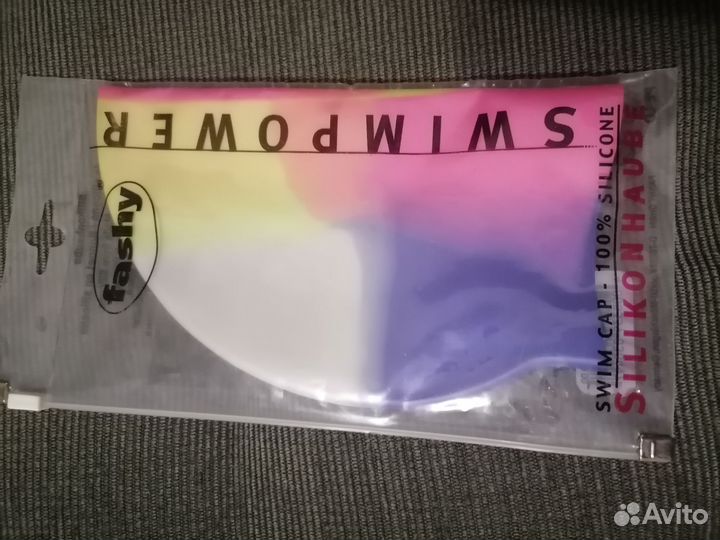 SWIMPOWER
fashy
SWIM CAP - 100% SILICONE
SILIKONHAUBE
Avito